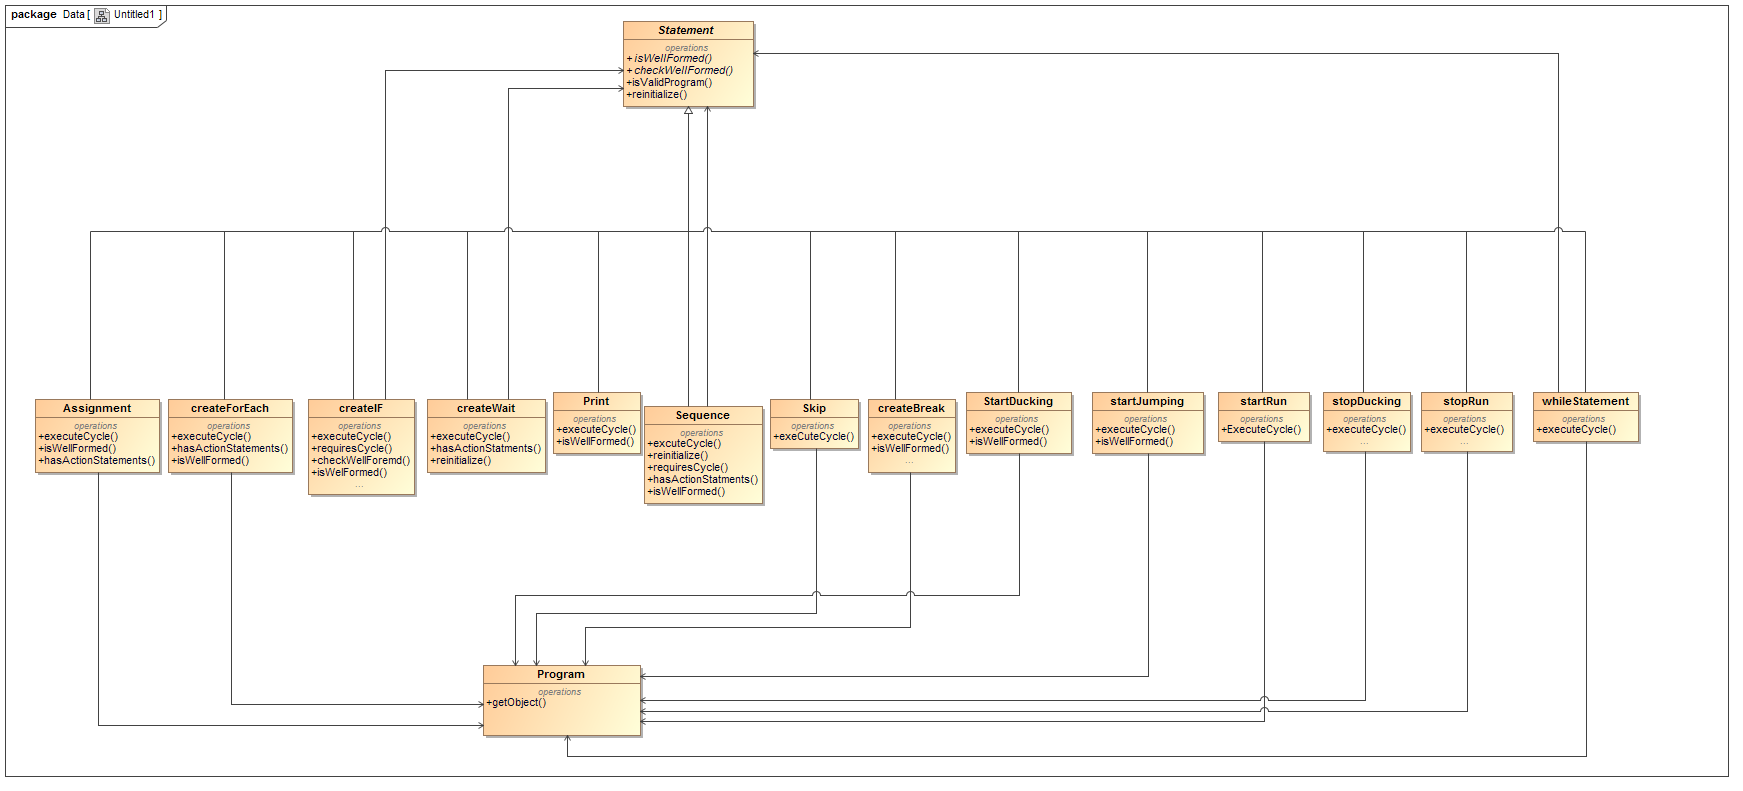 package Data [ Untitled1 ]
Statement
operations
+isWellFormed()
+checkWellFormed()
+isValidProgram()
+reinitialize()
Assignment
operations
+executeCycle()
+isWellFormed()
+hasActionStatements()
createForEach
operations
+executeCycle()
+hasActionStatments()
+isWellFormed()
createIF
operations
+executeCycle()
+requiresCycle()
+checkWellForemd()
+isWelFormed()
...
createWait
operations
+executeCycle()
+hasActionStatments()
+reinitialize()
Print
operations
+executeCycle()
+isWellFormed()
Sequence
operations
+excuteCycle()
+reinitialize()
+requiresCycle()
+hasActionStatments()
+isWellFormed()
Skip
operations
+exeCuteCycle()
createBreak
operations
+executeCycle()
+isWellFormed()
...
StartDucking
operations
+executeCycle()
+isWellFormed()
startJumping
operations
+executeCycle()
+isWellFormed()
startRun
operations
+ExecuteCycle()
stopDucking
operations
+executeCycle()
...
stopRun
operations
+executeCycle()
...
whileStatement
operations
+executeCycle()
Program
operations
+getObject()